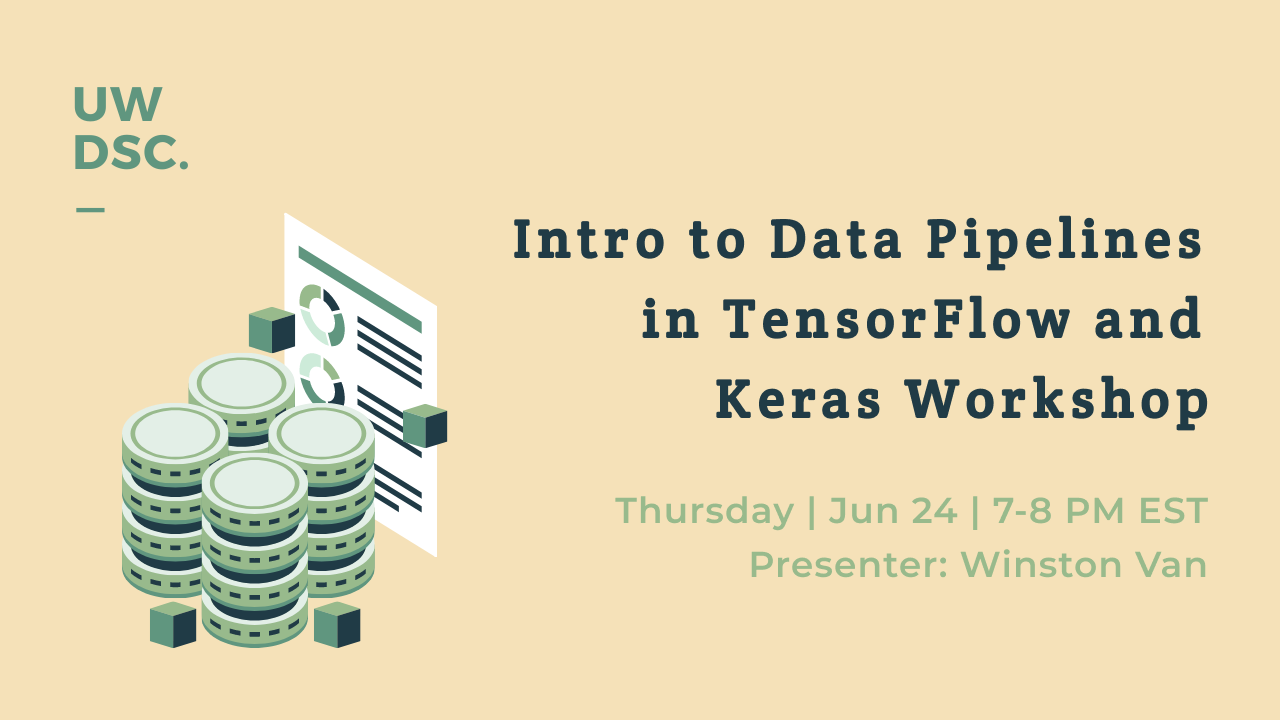 UW
DSC.
Intro to Data Pipelines
in TensorFlow and
Keras Workshop
Thursday | Jun 24 | 7-8 PM EST
Presenter: Winston Van